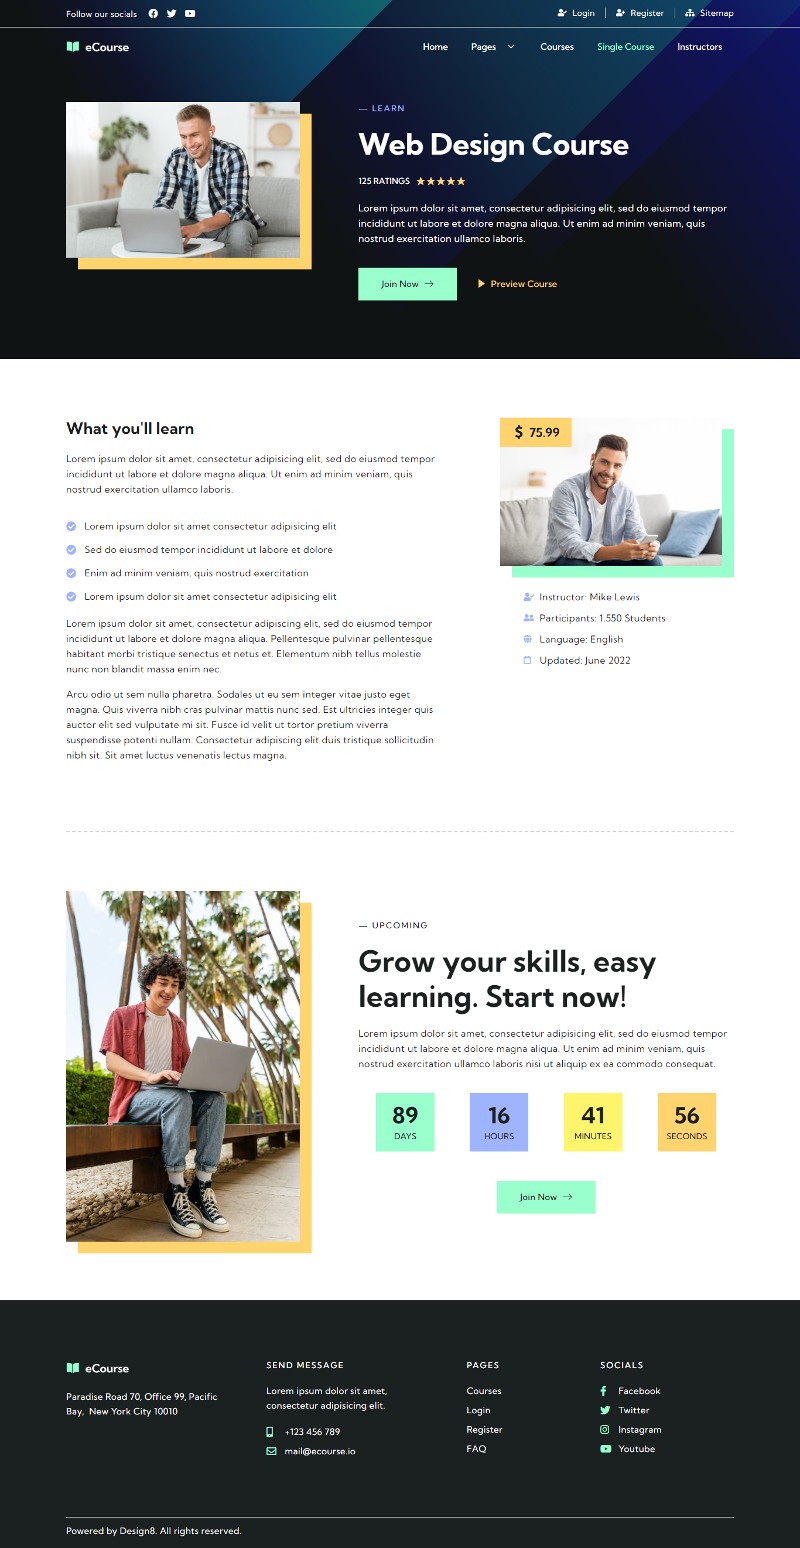 Follow our socials
Login
Register
Sitemap
eCourse
Home
Pages
Courses
Single Course
Instructors
— LEARN
Web Design Course
125 RATINGS
Lorem ipsum dolor sit amet, consectetur adipisicing elit, sed do eiusmod tempor
incididunt ut labore et dolore magna aliqua. Ut enim ad minim veniam, quis
nostrud exercitation ullamco laboris.
Join Now
Preview Course
What you'll learn
Lorem ipsum dolor sit amet, consectetur adipisicing elit, sed do eiusmod tempor
incididunt ut labore et dolore magna aliqua. Ut enim ad minim veniam, quis
nostrud exercitation ullamco laboris.
Lorem ipsum dolor sit amet consectetur adipisicing elit
Sed do eiusmod tempor incididunt ut labore et dolore
Enim ad minim veniam, quis nostrud exercitation
Lorem ipsum dolor sit amet consectetur adipisicing elit
Lorem ipsum dolor sit amet, consectetur adipisicing elit, sed do eiusmod tempor
incididunt ut labore et dolore magna aliqua. Pellentesque pulvinar pellentesque
habitant morbi tristique senectus et netus et. Elementum nibh tellus molestie
nunc non blandit massa enim nec.
Arcu odio ut sem nulla pharetra. Sodales ut eu sem integer vitae justo eget
magna. Quis viverra nibh cras pulvinar mattis nunc sed. Est ultricies integer quis
auctor elit sed vulputate mi sit. Fusce id velit ut tortor pretium viverra
suspendisse potenti nullam. Consectetur adipiscing elit duis tristique sollicitudin
nibh sit. Sit amet luctus venenatis lectus magna.
$ 75.99
Instructor: Mike Lewis
Participants: 1.550 Students
Language: English
Updated: June 2022
— UPCOMING
Grow your skills, easy
learning. Start now!
Lorem ipsum dolor sit amet, consectetur adipisicing elit, sed do eiusmod tempor
incididunt ut labore et dolore magna aliqua. Ut enim ad minim veniam, quis
nostrud exercitation ullamco laboris nisi ut aliquip ex ea commodo consequat.
89
DAYS
16
HOURS
41
MINUTES
56
SECONDS
Join Now
eCourse
Paradise Road 70, Office 99, Pacific
Bay, New York City 10010
SEND MESSAGE
Lorem ipsum dolor sit amet,
consectetur adipisicing elit.
+123 456 789
mail@ecourse.io
PAGES
Courses
Login
Register
FAQ
SOCIALS
Facebook
Twitter
Instagram
Youtube
Powered by Design8. All rights reserved.